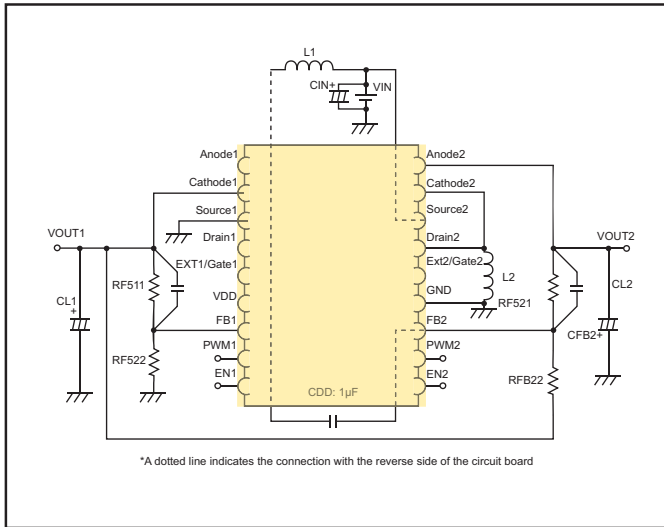 L1
CIN+
VIN
Anode1
Anode2
Cathode1
Cathode2
Source1
Source2
VOUT1
Drain1
Drain2
VOUT2
EXT1/Gate1
Ext2/Gate2
L2
RF511
CL1
+
VDD
GND
RF521
CL2
FB1
FB2
CFB2+
RF522
PWM1
PWM2
RFB22
EN1
EN2
CDD: 1µF
*A dotted line indicates the connection with the reverse side of the circuit board